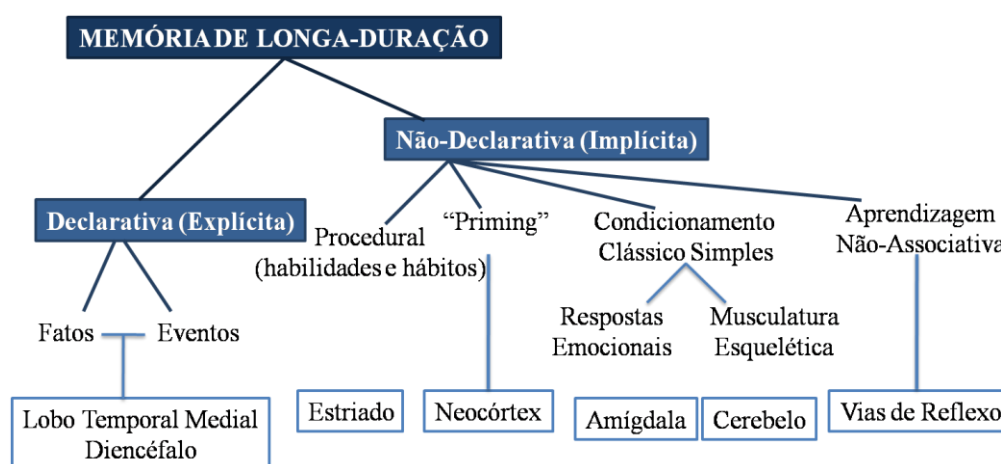 MEMÓRIA DE LONGA-DURAÇÃO
Não-Declarativa (Implícita)
Declarativa (Explícita)
Procedural
(habilidades e hábitos)
“Priming”
Condicionamento
Clássico Simples
Aprendizagem
Não-Associativa
Fatos
Eventos
Respostas
Emocionais
Musculatura
Esquelética
Lobo Temporal Medial
Diencéfalo
Estriado
Neocórtex
Amígdala
Cerebelo
Vias de Reflexo